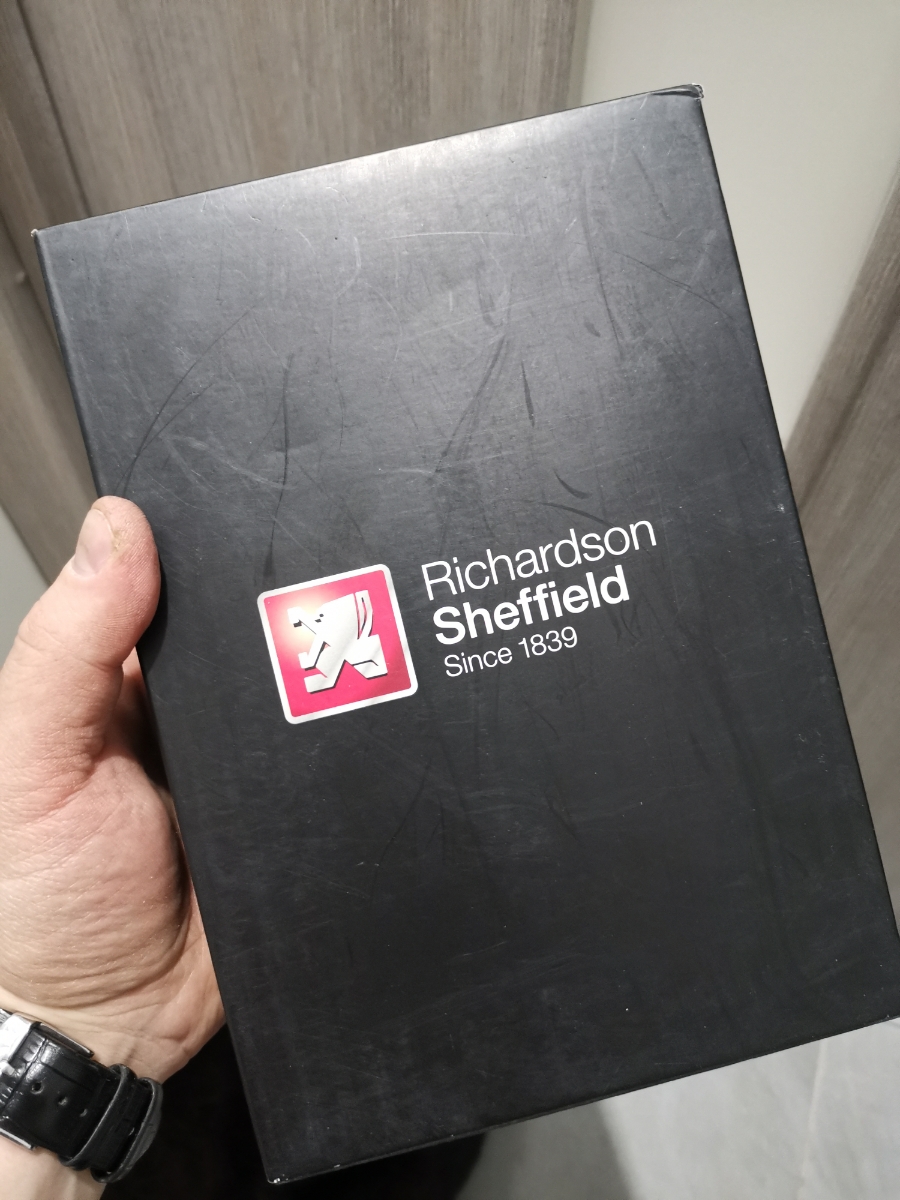 Richardson
Sheffield
Since 1839